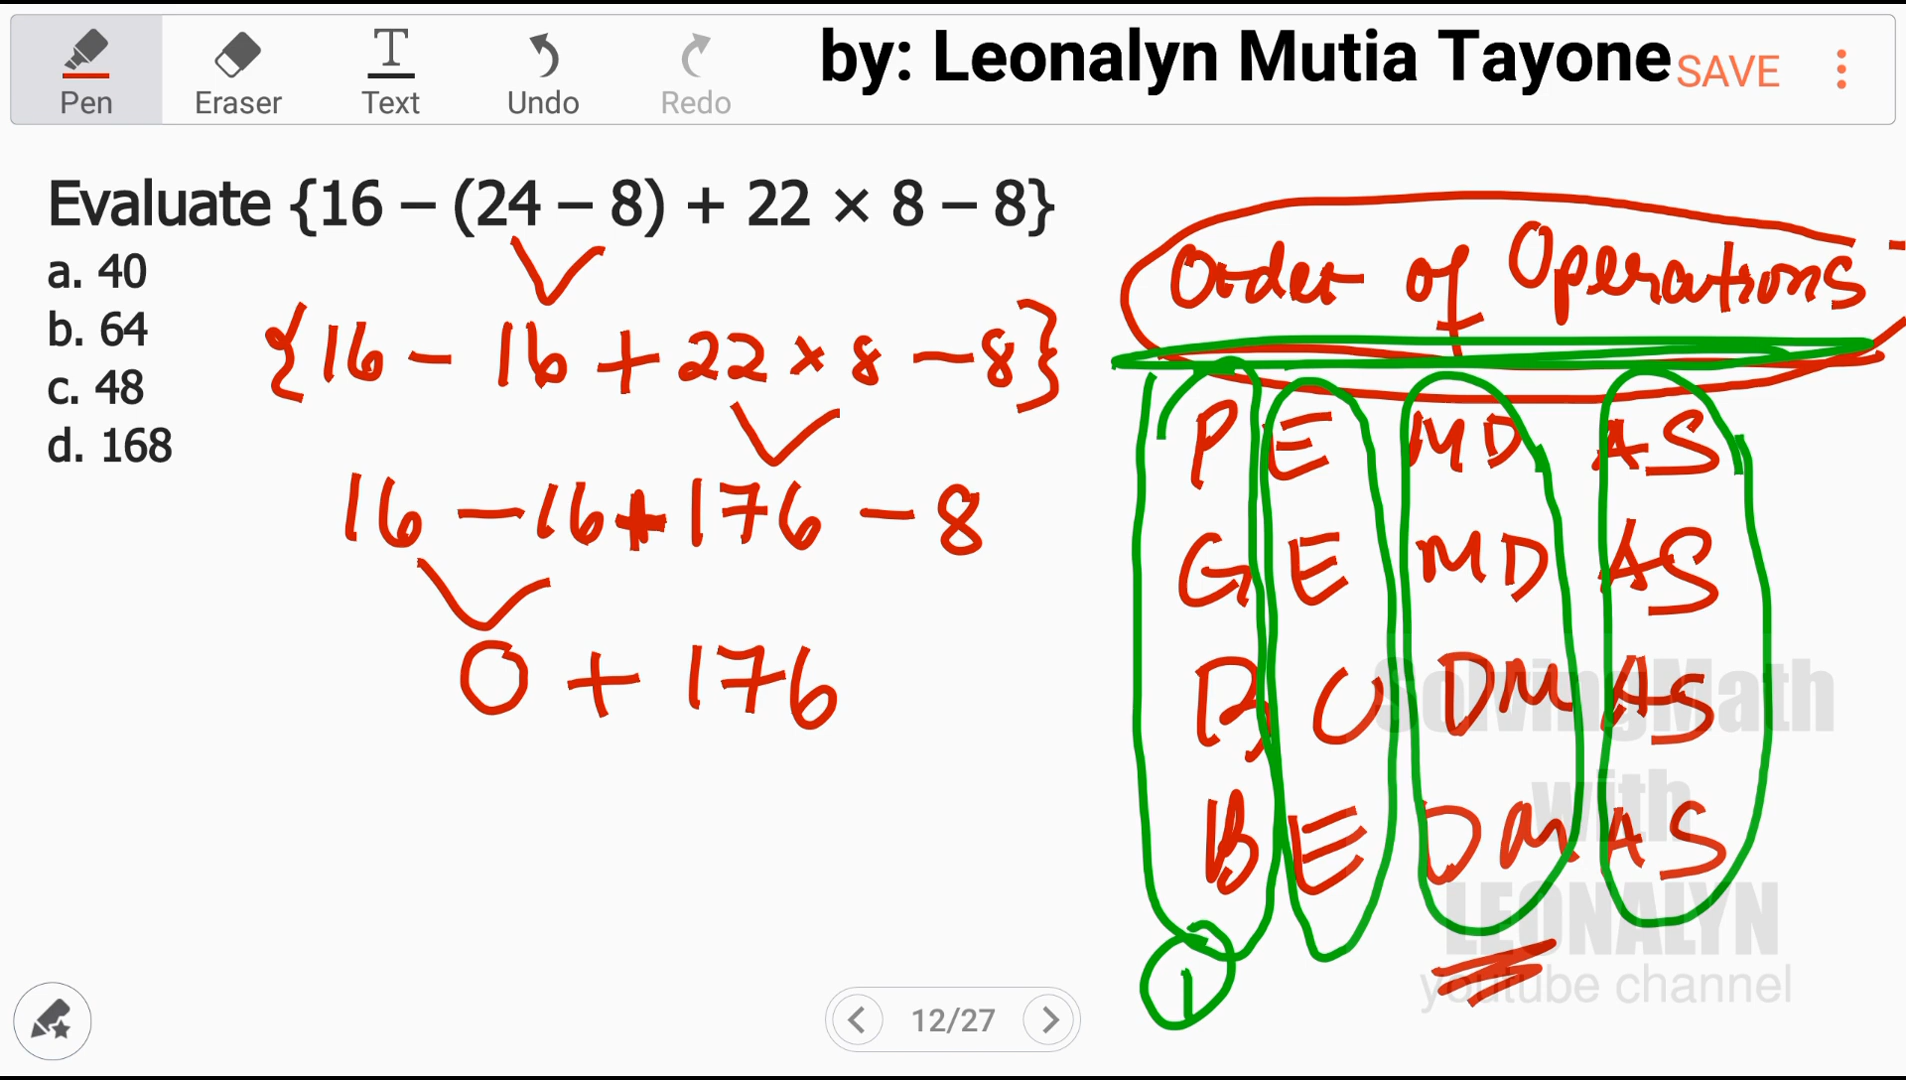 by: Leonalyn Mutia Tayone
Pen
Eraser
Text
Undo
Redo
SAVE
Evaluate {16 – (24 – 8) + 22 × 8 – 8}
a. 40
b. 64
c. 48
d. 168
{16 – 16 + 22 × 8 – 8}
16 – 16 + 176 – 8
0 + 176
Order of Operations
P E MD AS
G E MD AS
B O DM AS
B E DM AS
1
SolvingMath
with
LEONALYN
youtube channel
12/27